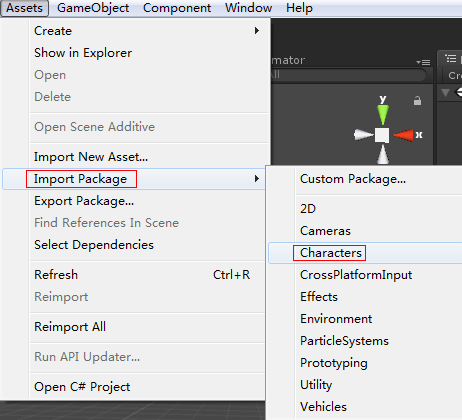 Assets GameObject Component Window Help
Create
Show in Explorer
Open
Delete
Open Scene Additive
Import New Asset...
Import Package
Export Package...
Find References In Scene
Select Dependencies
Refresh Ctrl+R
Reimport
Reimport All
Run API Updater...
Open C# Project
mator
All
Cre
y
x
Custom Package...
2D
Cameras
Characters
CrossPlatformInput
Effects
Environment
ParticleSystems
Prototyping
Utility
Vehicles